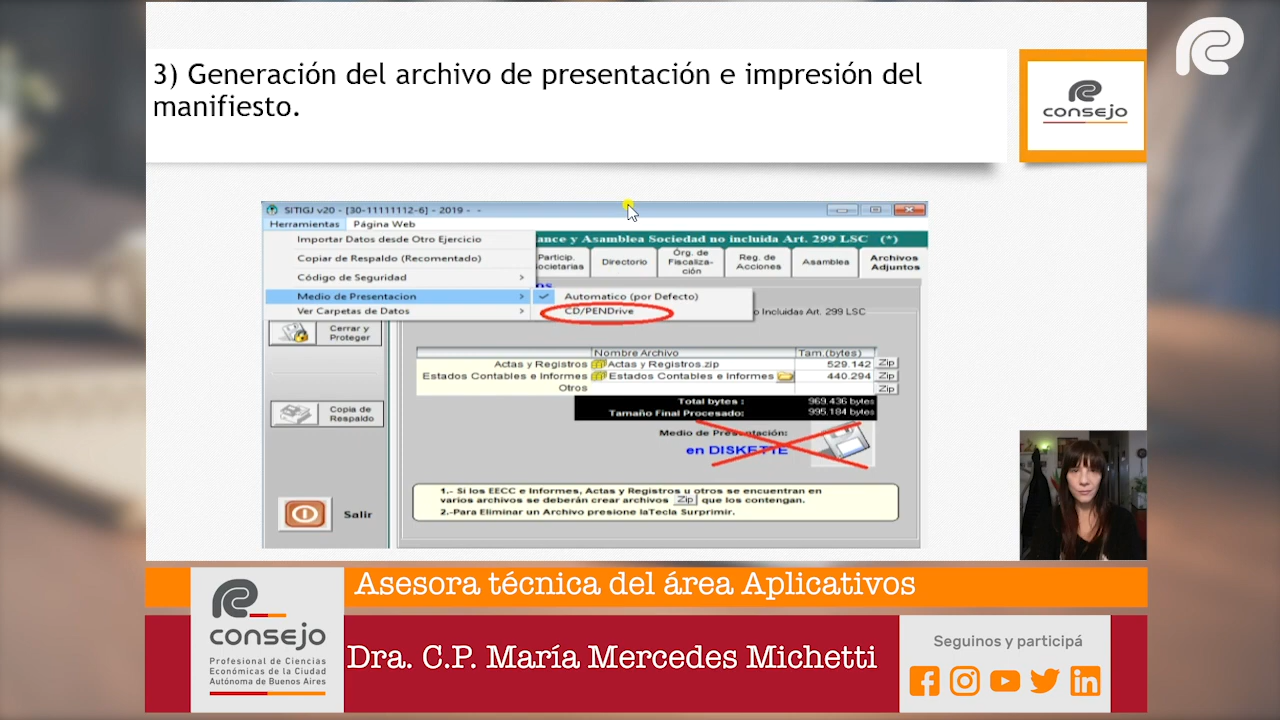 3) Generación del archivo de presentación e impresión del
manifiesto.
consejo
SITIGJ v20 - [30-11111112-6] - 2019 - -
Herramientas Página Web
Importar Datos desde Otro Ejercicio
Copiar de Respaldo (Recomentado)
Código de Seguridad
Medio de Presentacion
Ver Carpetas de Datos
Automatico (por Defecto)
CD/PENDrive
ance y Asamblea Sociedad no incluida Art. 299 LSC (*)
Particip.
ocietarias
Directorio
Órg. de
Fiscaliza-
ción
Reg. de
Acciones
Asamblea
Archivos
Adjuntos
os
o Incluidas Art. 299 LSC
Cerrar y
Proteger
Copia de
Respaldo
Salir
Nombre Archivo Tam.(bytes)
Actas y Registros Actas y Registros.zip 529.142 Zip
Estados Contables e Informes Estados Contables e Informes 440.294 Zip
Otros Zip
Total bytes : 969.436 bytes
Tamaño Final Procesado: 995.184 bytes
Medio de Presentación:
en DISKETTE
1.- Si los EECC e Informes, Actas y Registros u otros se encuentran en
varios archivos se deberán crear archivos Zip que los contengan.
2.-Para Eliminar un Archivo presione laTecla Surprimir.
Asesora técnica del área Aplicativos
Dra. C.P. María Mercedes Michetti
consejo
Profesional de Ciencias
Económicas de la Ciudad
Autónoma de Buenos Aires
Seguinos y participá